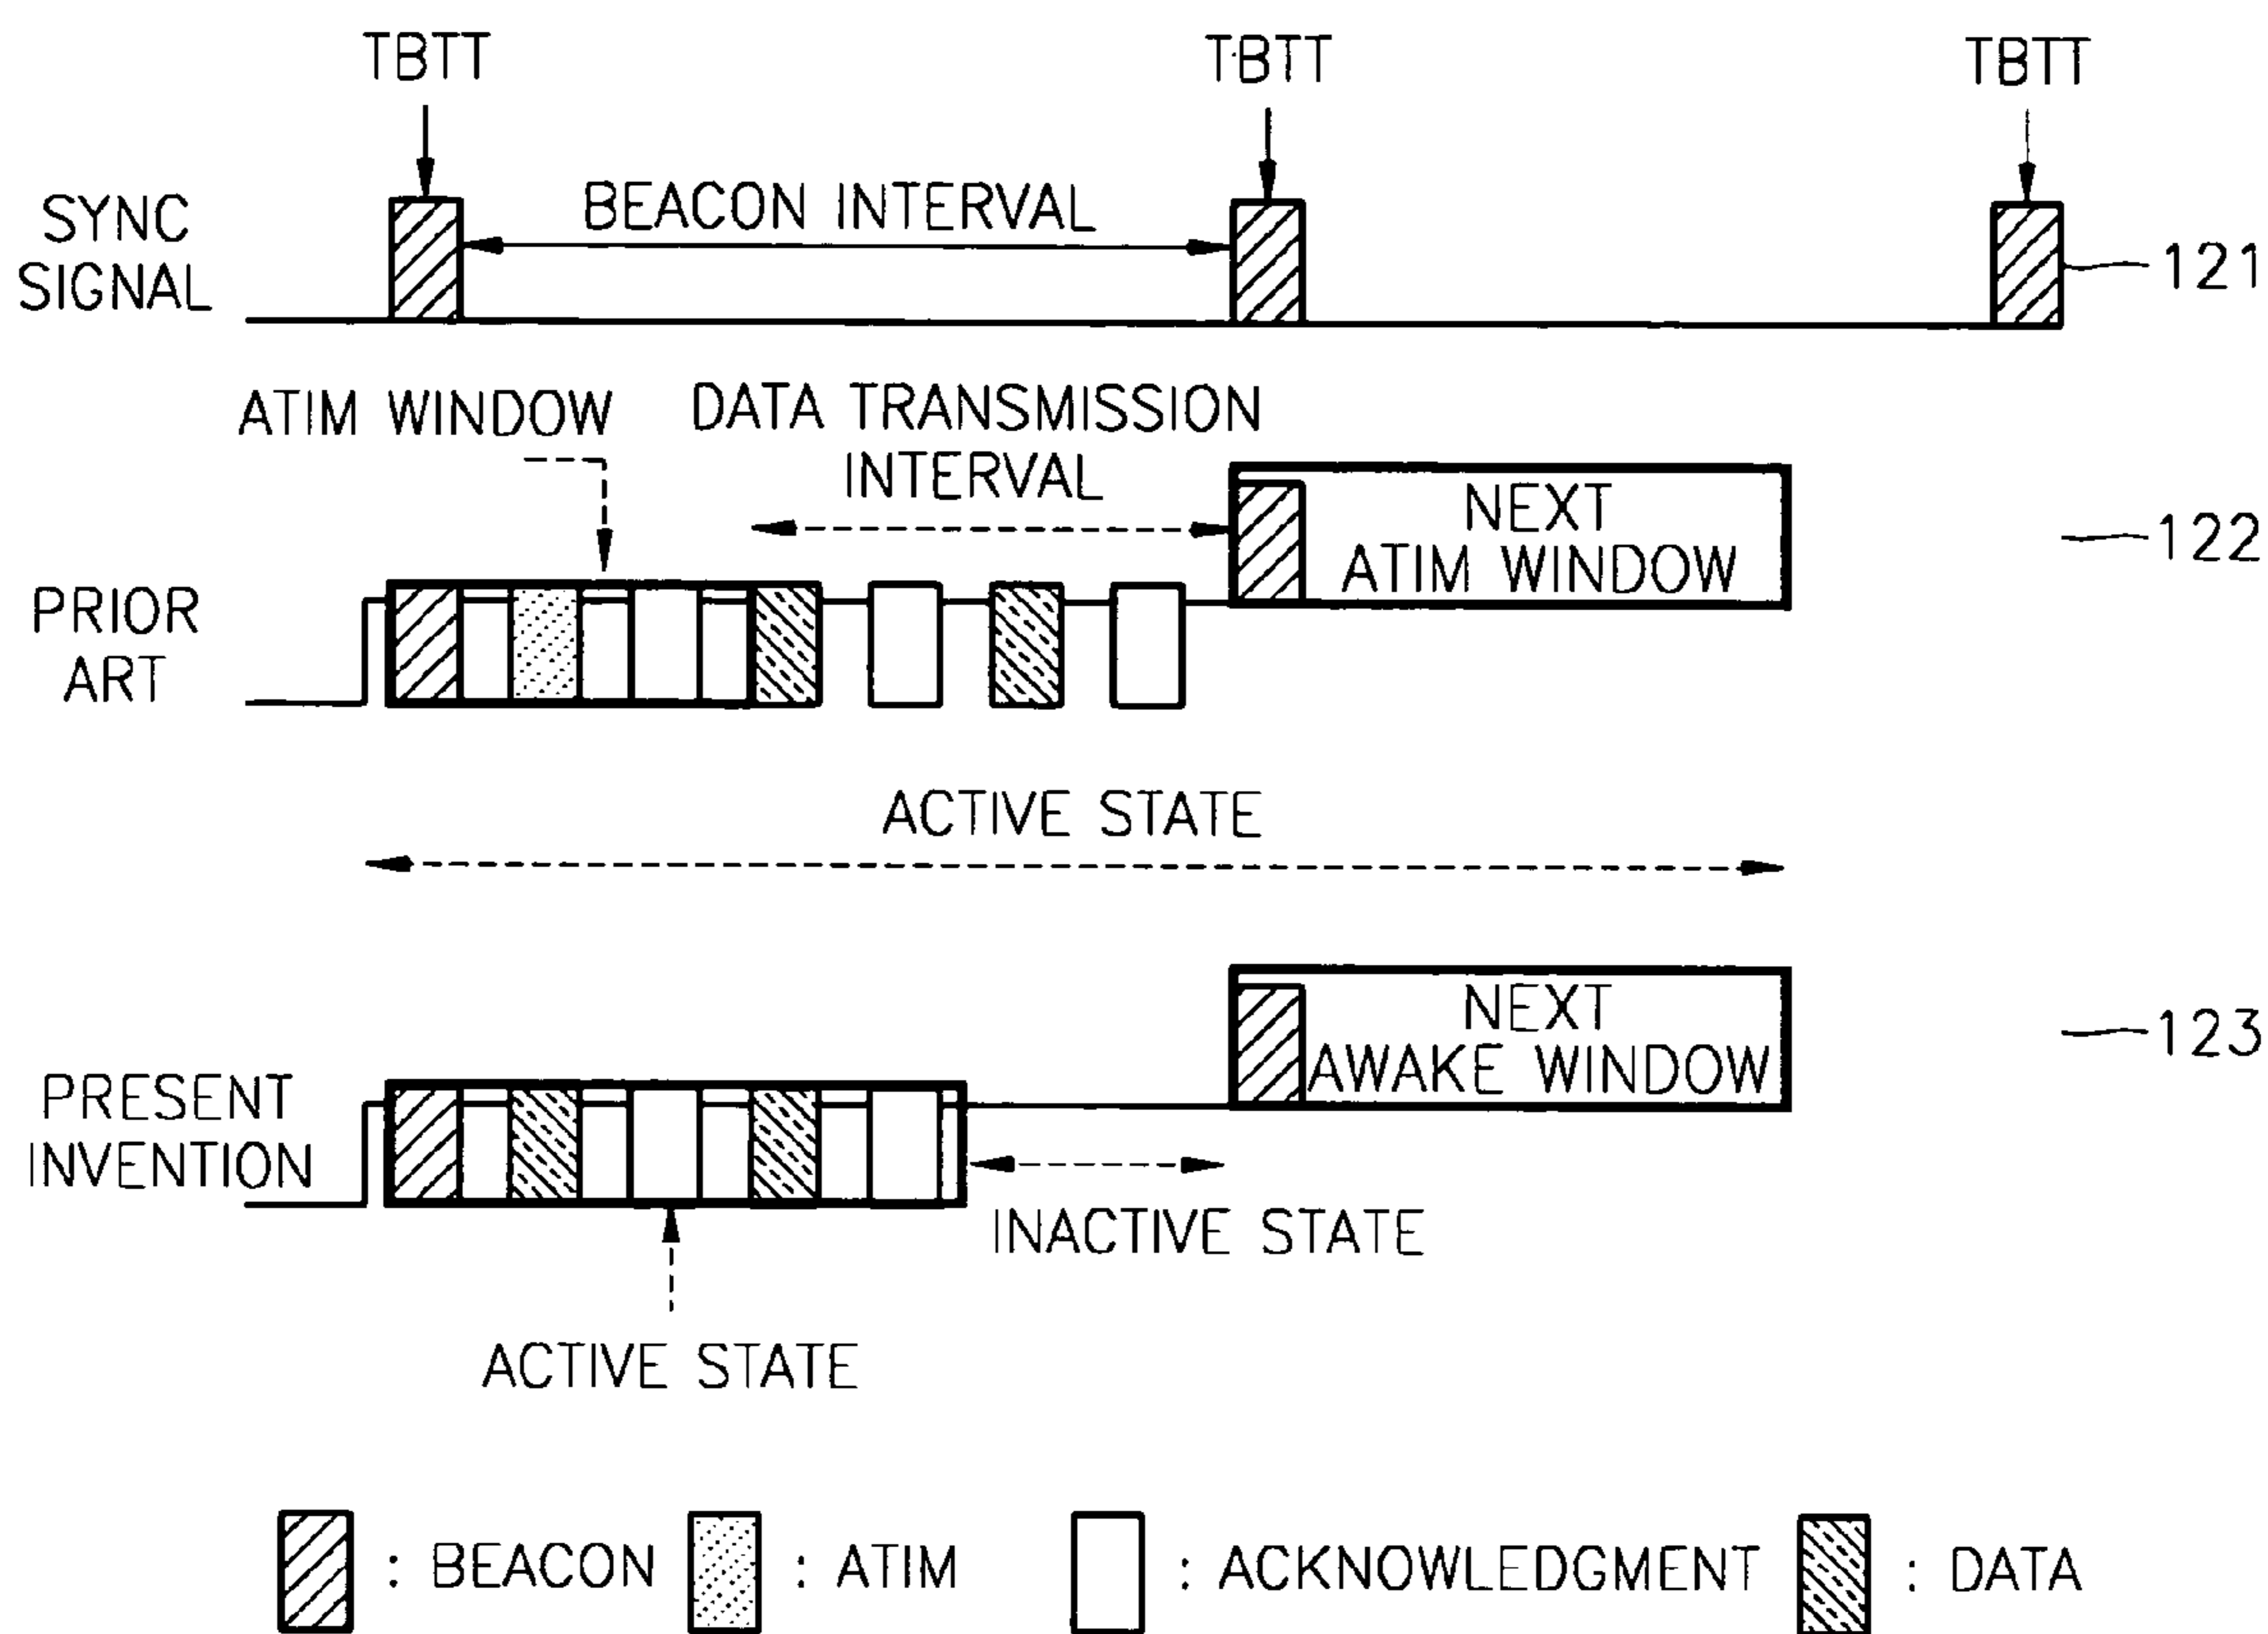 TBTT
TBTT
TBTT
SYNC
SIGNAL
BEACON INTERVAL
121
ATIM WINDOW
DATA TRANSMISSION
INTERVAL
NEXT
ATIM WINDOW
122
PRIOR
ART
ACTIVE STATE
NEXT
AWAKE WINDOW
123
PRESENT
INVENTION
INACTIVE STATE
ACTIVE STATE
: BEACON
: ATIM
: ACKNOWLEDGMENT
: DATA